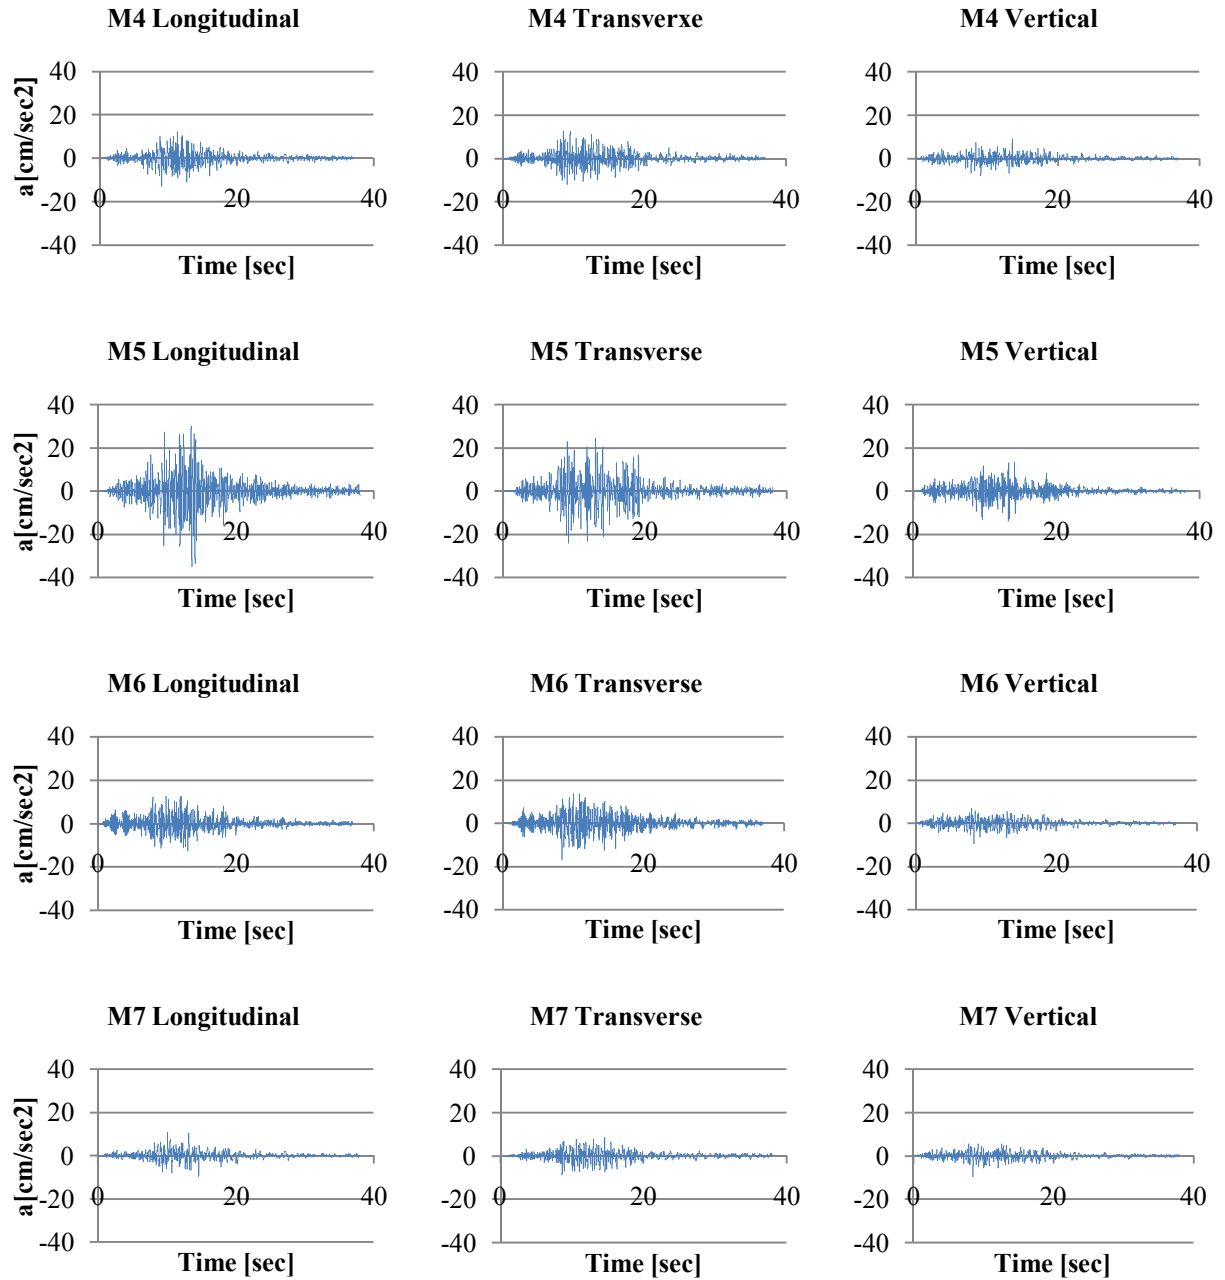 M4 Longitudinal M4 Transverxe M4 Vertical
40 40 40
20 20 20
0 0 0
0 20 40 0 20 40 0 20 40
-20 -20 -20
-40 -40 -40
a[cm/sec2]
Time [sec] Time [sec] Time [sec]
M5 Longitudinal M5 Transverse M5 Vertical
40 40 40
20 20 20
0 0 0
0 20 40 0 20 40 0 20 40
-20 -20 -20
-40 -40 -40
a[cm/sec2]
Time [sec] Time [sec] Time [sec]
M6 Longitudinal M6 Transverse M6 Vertical
40 40 40
20 20 20
0 0 0
0 20 40 0 20 40 0 20 40
-20 -20 -20
-40 -40 -40
a[cm/sec2]
Time [sec] Time [sec] Time [sec]
M7 Longitudinal M7 Transverse M7 Vertical
40 40 40
20 20 20
0 0 0
0 20 40 0 20 40 0 20 40
-20 -20 -20
-40 -40 -40
a[cm/sec2]
Time [sec] Time [sec] Time [sec]